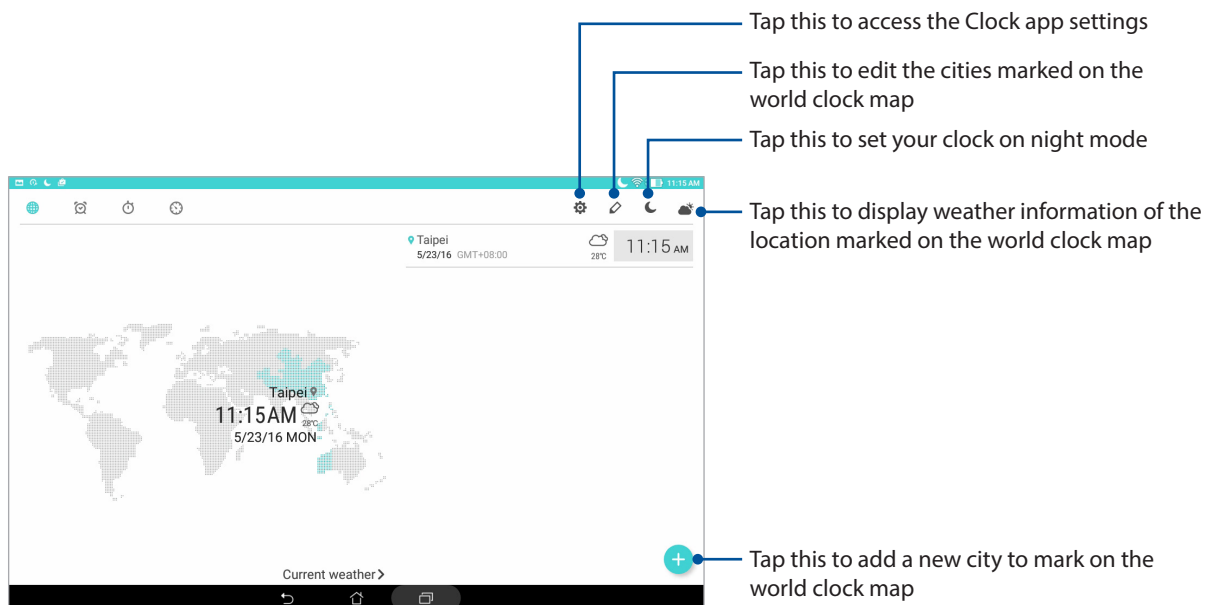 Tap this to access the Clock app settings
Tap this to edit the cities marked on the
world clock map
Tap this to set your clock on night mode
11:15 AM
Tap this to display weather information of the
location marked on the world clock map
Taipei
5/23/16 GMT+08:00
28°C
11:15 AM
Taipei
11:15AM
28°C
5/23/16 MON
Current weather
Tap this to add a new city to mark on the
world clock map